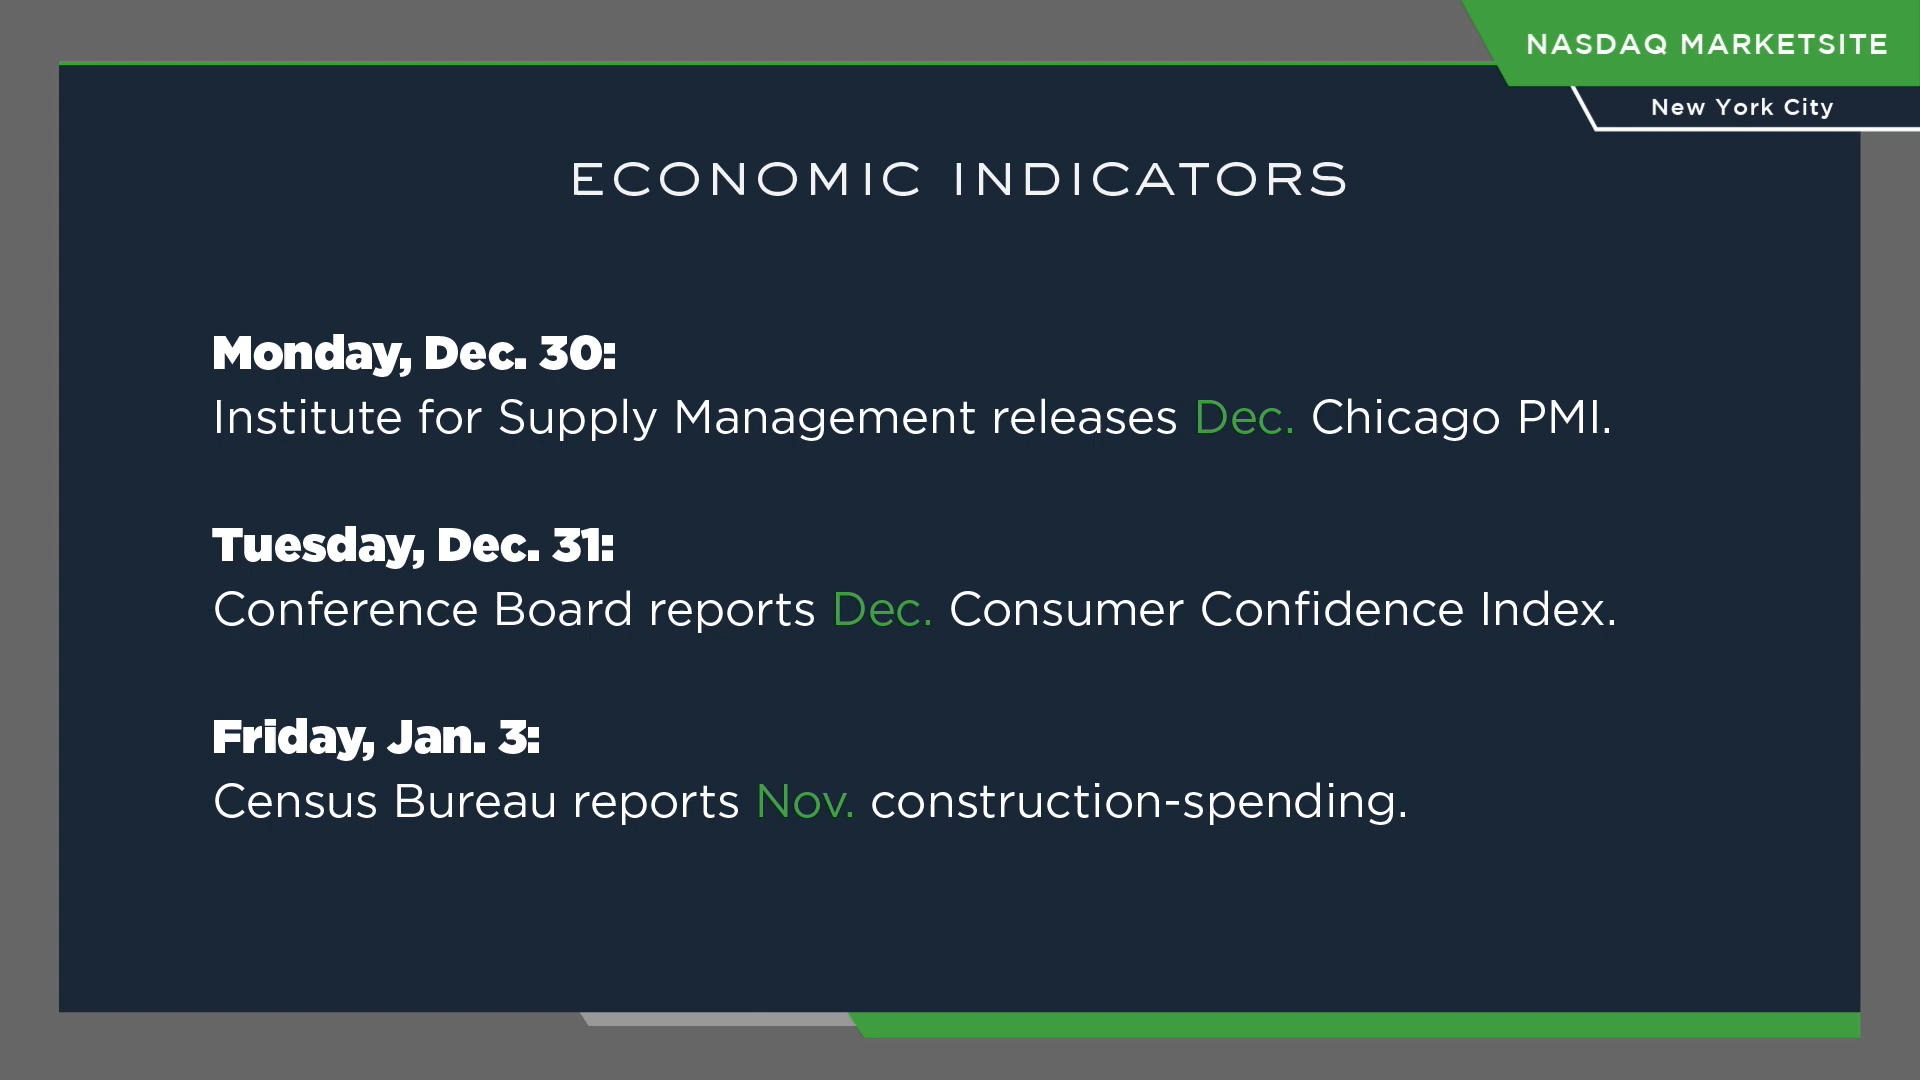 NASDAQ MARKETSITE
New York City
ECONOMIC INDICATORS
Monday, Dec. 30:
Institute for Supply Management releases Dec. Chicago PMI.
Tuesday, Dec. 31:
Conference Board reports Dec. Consumer Confidence Index.
Friday, Jan. 3:
Census Bureau reports Nov. construction-spending.